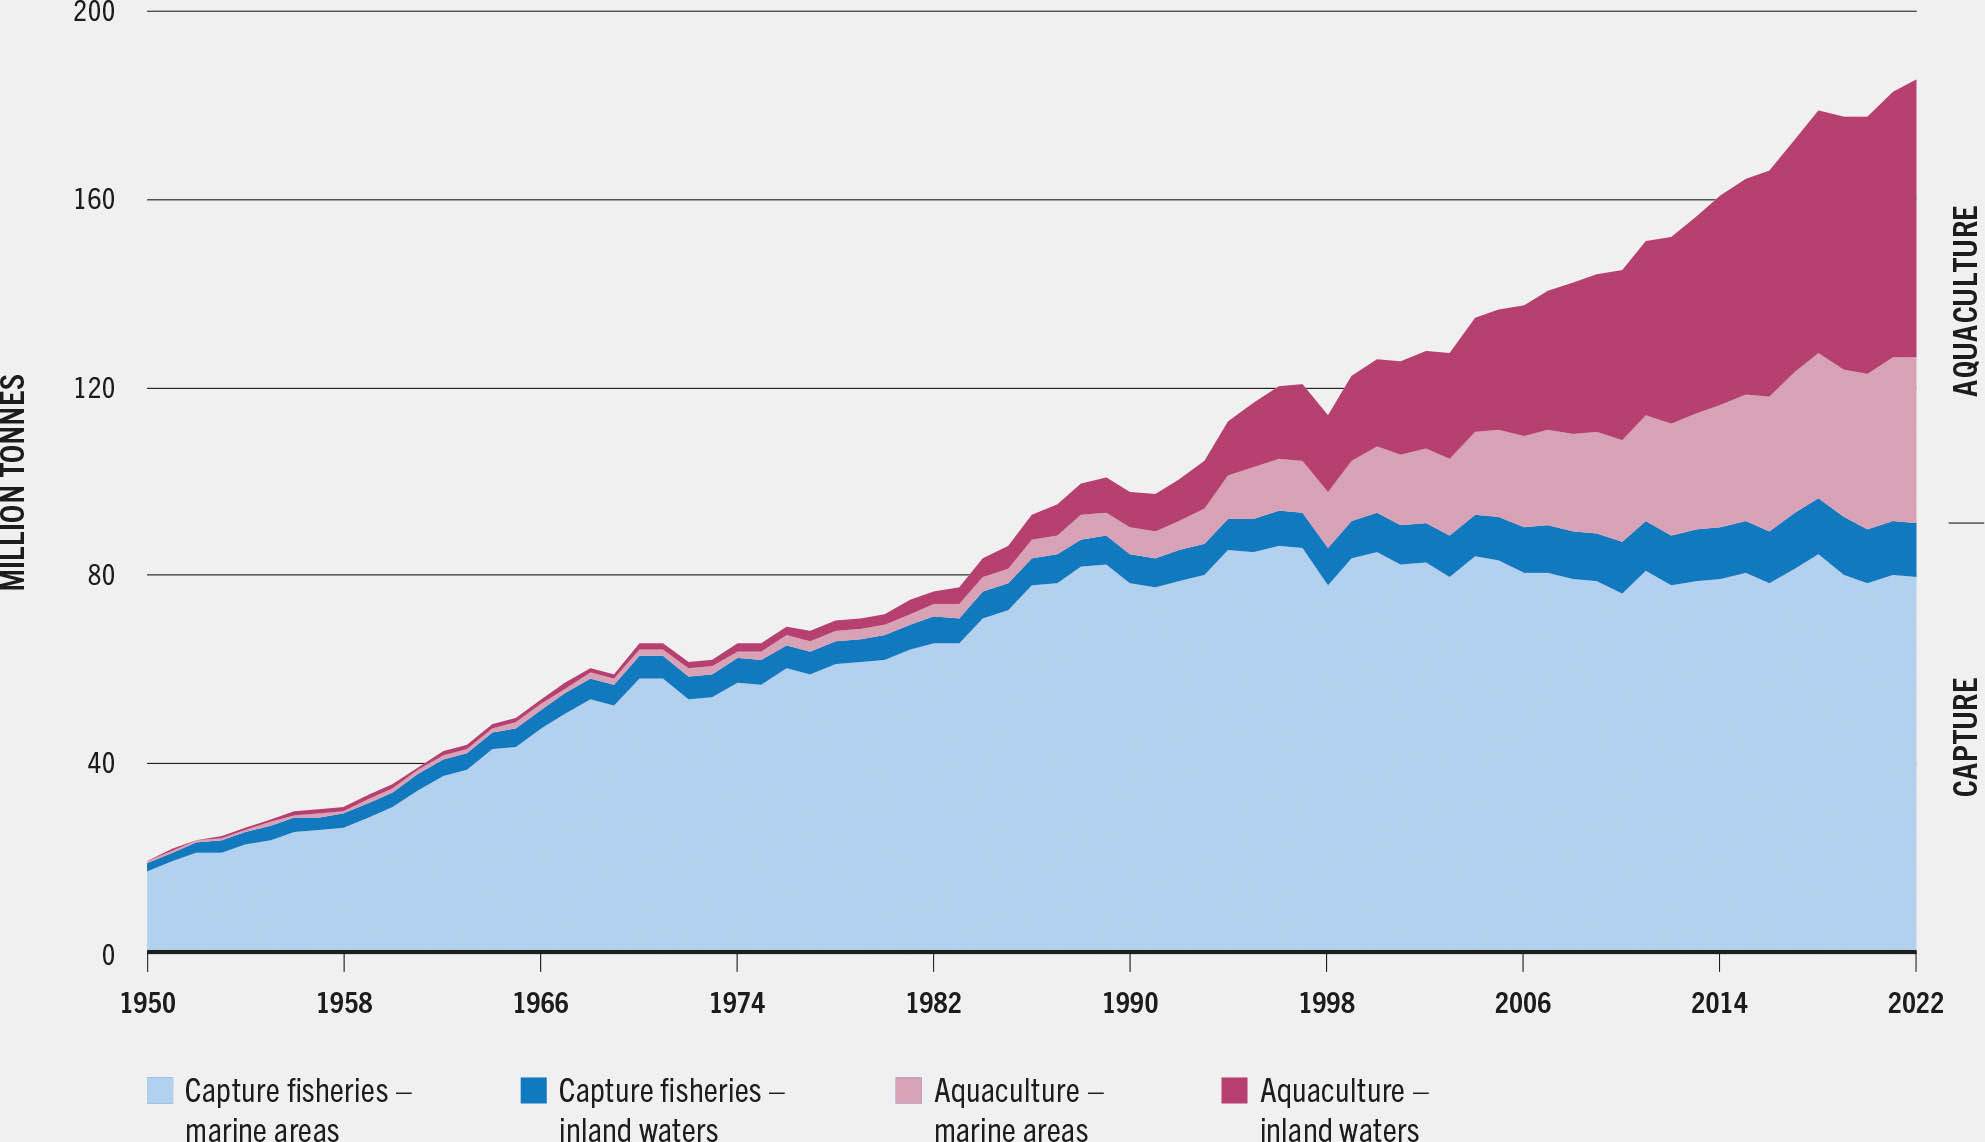 200
160
120
80
40
0
MILLION TONNES
AQUACULTURE
CAPTURE
1950 1958 1966 1974 1982 1990 1998 2006 2014 2022
Capture fisheries –
marine areas
Capture fisheries –
inland waters
Aquaculture –
marine areas
Aquaculture –
inland waters